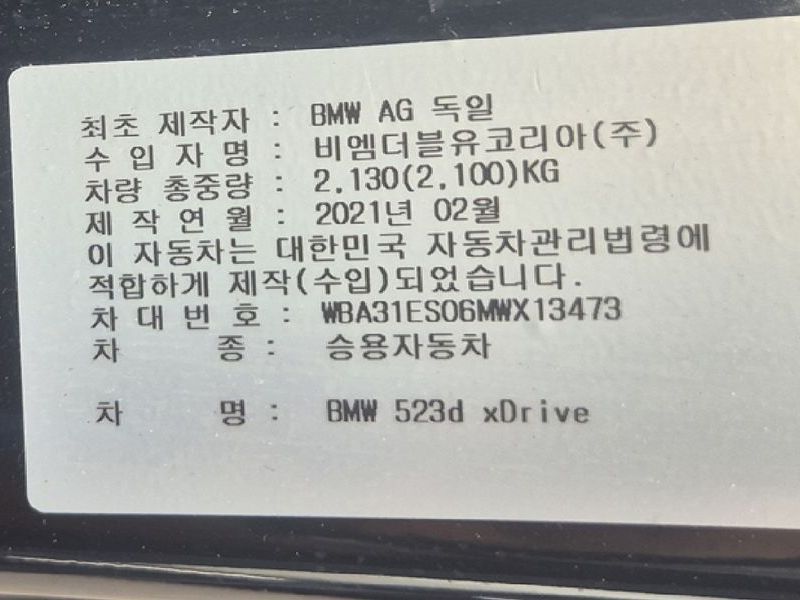 최초 제작자 : BMW AG 독일
수 입 자 명 : 비엠더블유코리아(주)
차량 총중량 : 2,130(2,100)KG
제 작 연 월 : 2021년 02월
이 자동차는 대한민국 자동차관리법령에
적합하게 제작(수입)되었습니다.
차 대 번 호 : WBA31ES06MWX13473
차 종 : 승용자동차
차 명 : BMW 523d xDrive